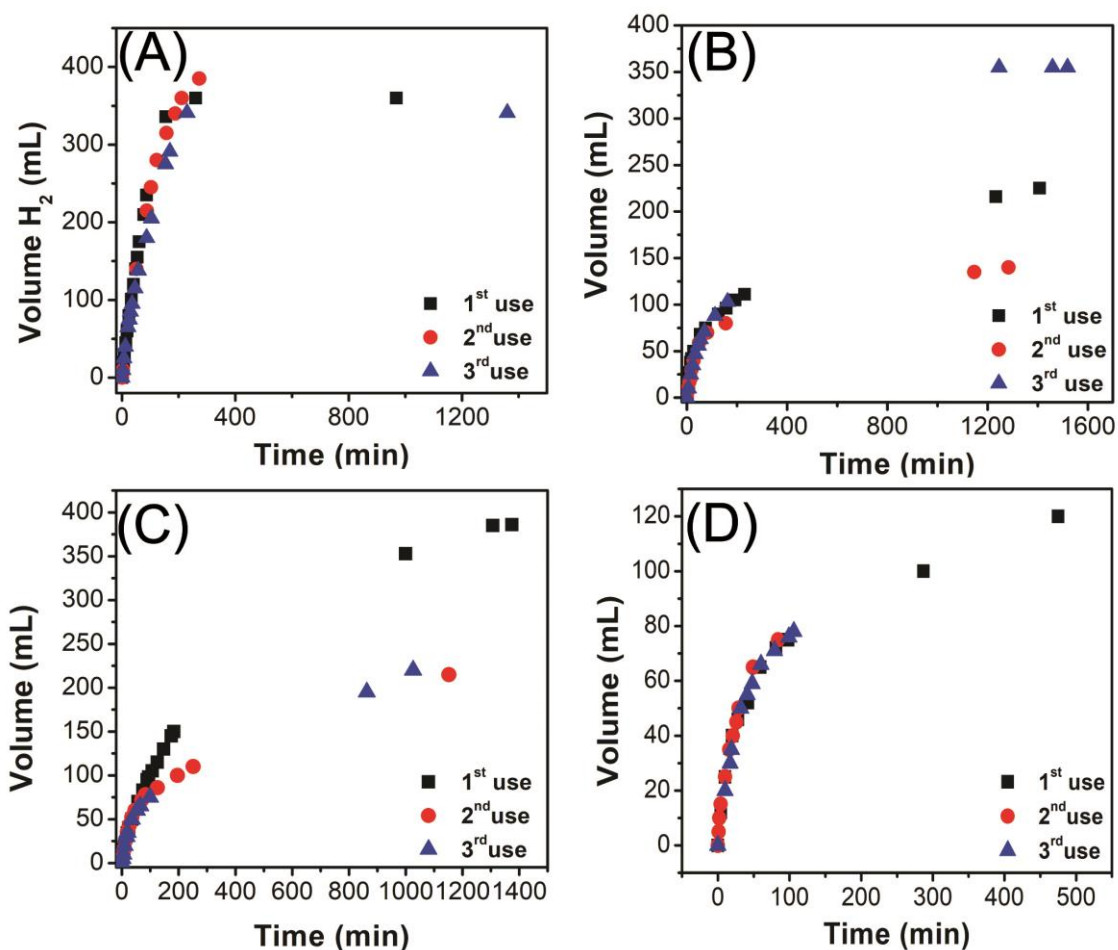 (A)
Volume H2 (mL)
400
300
200
100
0
1st use
2nd use
3rd use
0 400 800 1200
Time (min)
(B)
Volume (mL)
400
350
300
250
200
150
100
50
0
1st use
2nd use
3rd use
0 400 800 1200 1600
Time (min)
(C)
Volume (mL)
400
350
300
250
200
150
100
50
0
1st use
2nd use
3rd use
0 200 400 600 800 1000 1200 1400
Time (min)
(D)
Volume (mL)
120
100
80
60
40
20
0
1st use
2nd use
3rd use
0 100 200 300 400 500
Time (min)